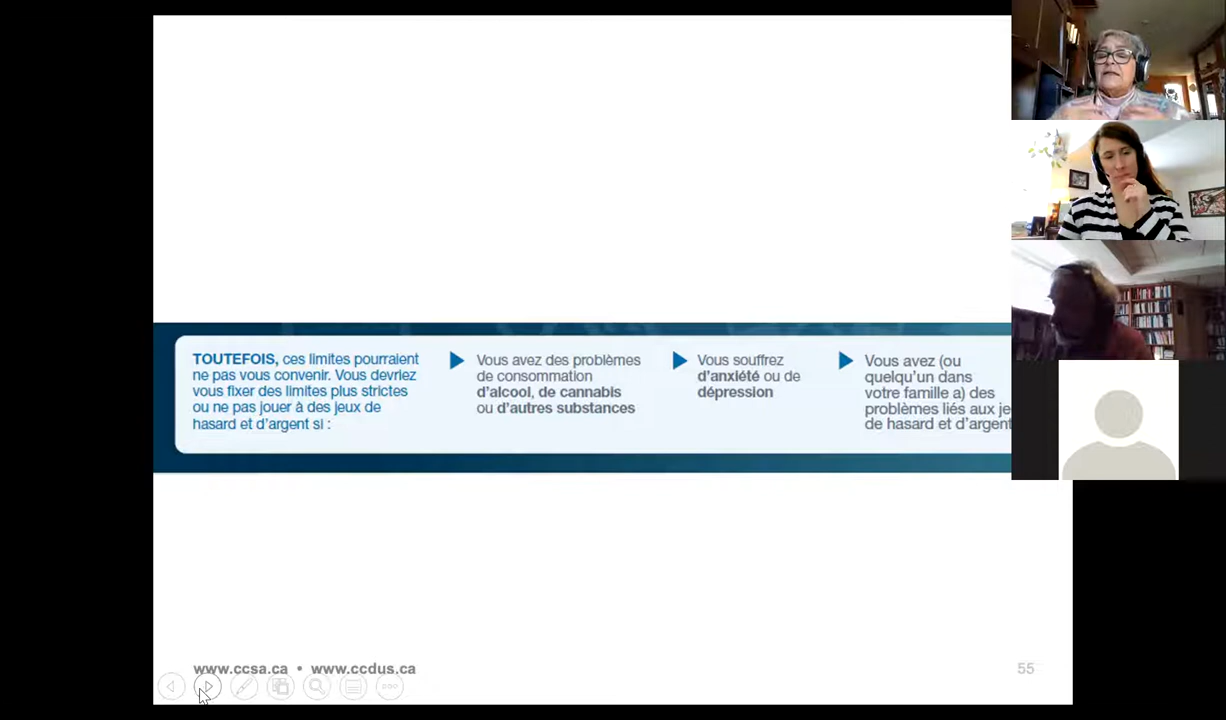 TOUTEFOIS, ces limites pourraient
ne pas vous convenir. Vous devriez
vous fixer des limites plus strictes
ou ne pas jouer à des jeux de
hasard et d'argent si :
Vous avez des problèmes
de consommation
d'alcool, de cannabis
ou d'autres substances
Vous souffrez
d'anxiété ou de
dépression
Vous avez (ou
quelqu'un dans
votre famille a) des
problèmes liés aux
de hasard et d'argent
www.ccsa.ca • www.ccdus.ca
55